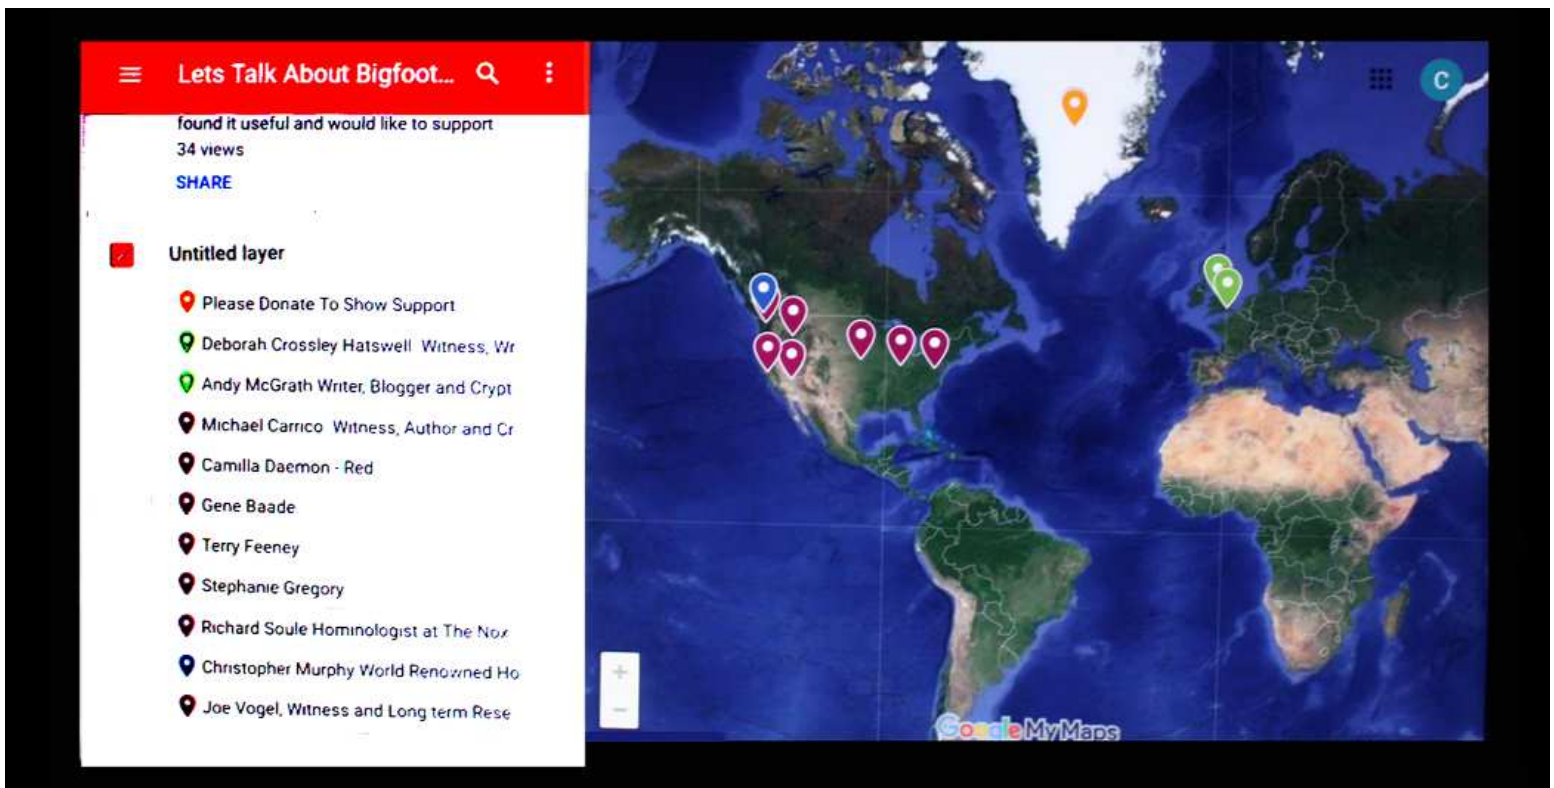 Lets Talk About Bigfoot...
C
found it useful and would like to support
34 views
SHARE
Untitled layer
Please Donate To Show Support
Deborah Crossley Hatswell Witness, Wr
Andy McGrath Writer, Blogger and Crypt
Michael Carrico Witness, Author and Cr
Camilla Daemon - Red
Gene Baade
Terry Feeney
Stephanie Gregory
Richard Soule Hominologist at The Nox
Christopher Murphy World Renowned Ho
Joe Vogel, Witness and Long term Rese
+
−
Google My Maps